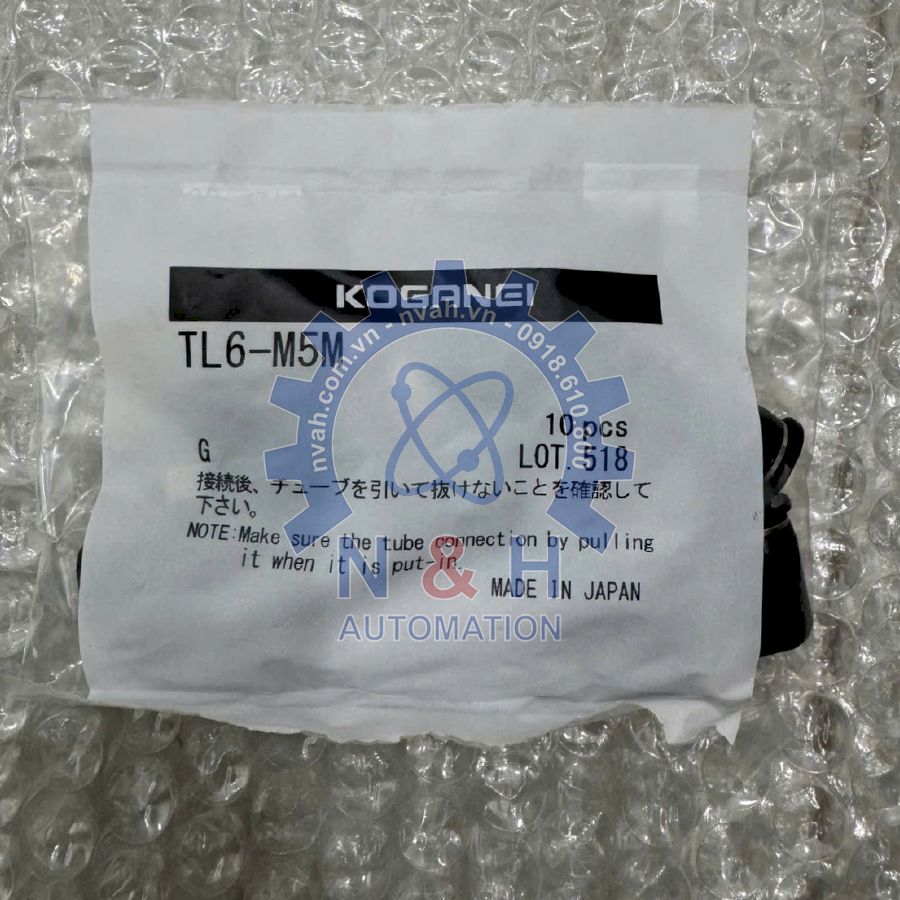 KOGANEI
TL6-M5M
10 pcs
G
LOT. 518
接続後、チューブを引いて抜けないことを確認して
下さい。
NOTE:Make sure the tube connection by pulling
it when it is put-in.
MADE IN JAPAN
nvah.com.vn - nvah.vn - 0918.610.800
N & H
AUTOMATION